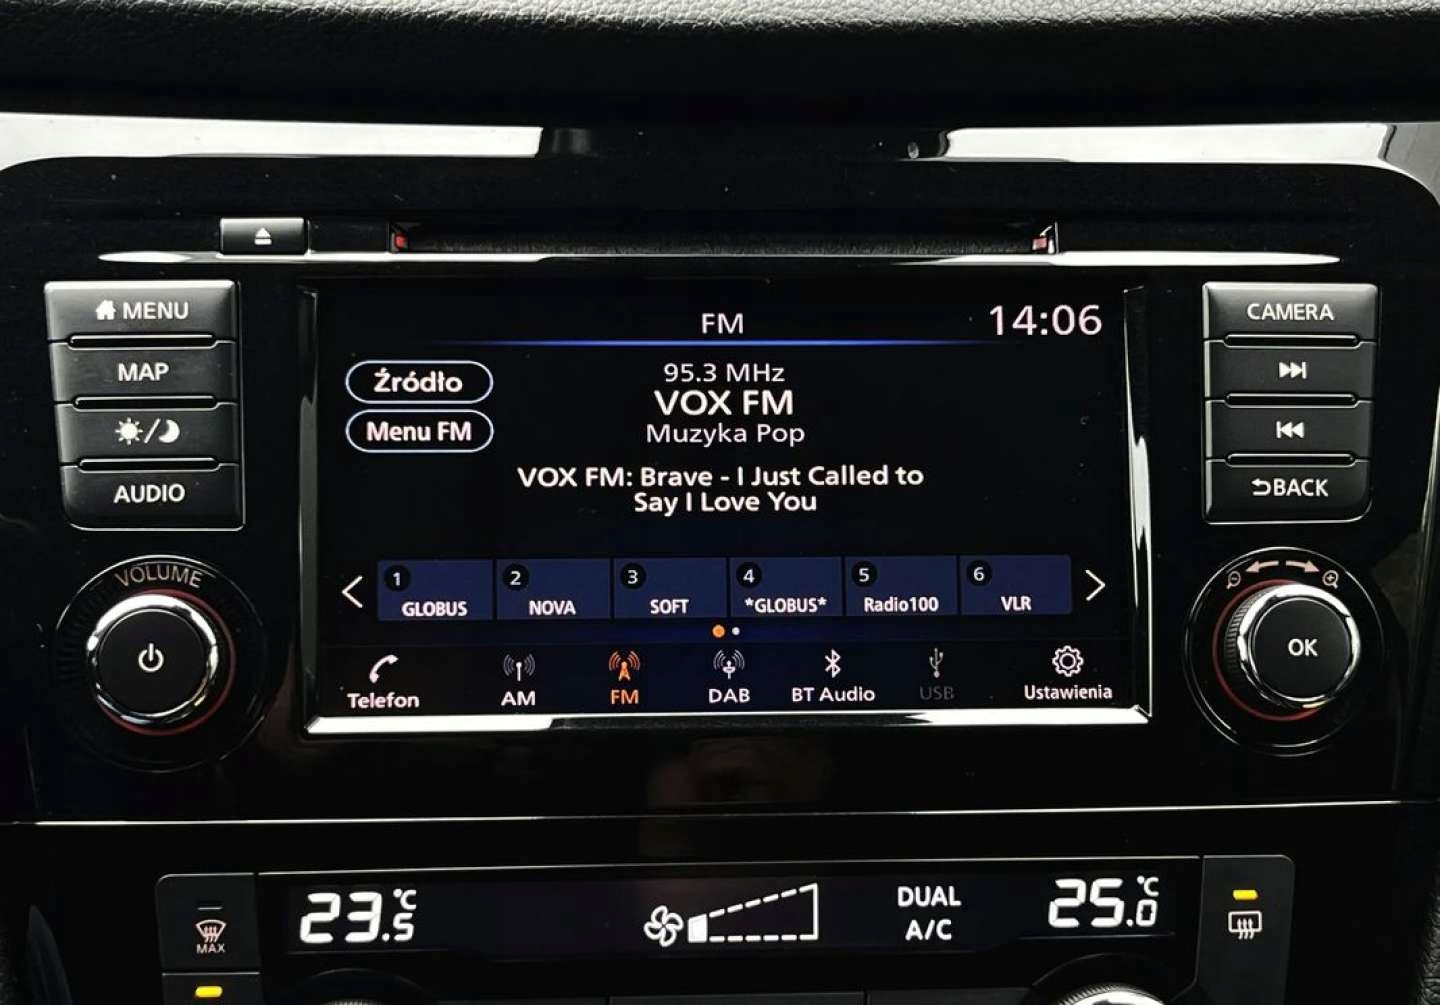 MENU
MAP
AUDIO
VOLUME
FM
14:06
Źródło
Menu FM
95.3 MHz
VOX FM
Muzyka Pop
VOX FM: Brave - I Just Called to
Say I Love You
1 GLOBUS
2 NOVA
3 SOFT
4 *GLOBUS*
5 Radio100
6 VLR
Telefon
AM
FM
DAB
BT Audio
USB
Ustawienia
CAMERA
BACK
OK
MAX
23.5 °C
DUAL
A/C
25.0 °C